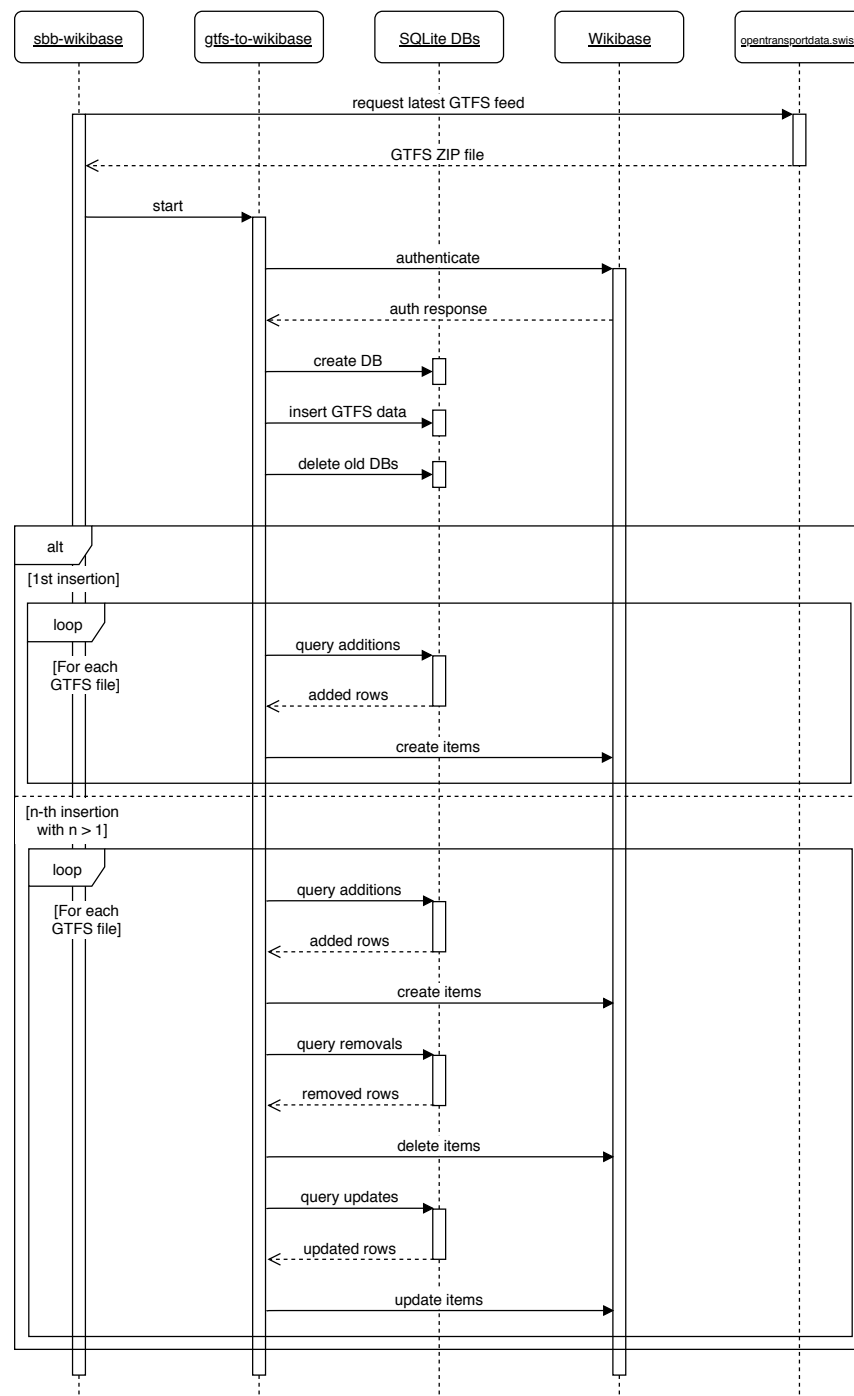 sbb-wikibase
gtfs-to-wikibase
SQLite DBs
Wikibase
opentransportdata.swis
request latest GTFS feed
GTFS ZIP file
start
authenticate
auth response
create DB
insert GTFS data
delete old DBs
alt
[1st insertion]
loop
[For each
GTFS file]
query additions
added rows
create items
[n-th insertion
with n > 1]
loop
[For each
GTFS file]
query additions
added rows
create items
query removals
removed rows
delete items
query updates
updated rows
update items